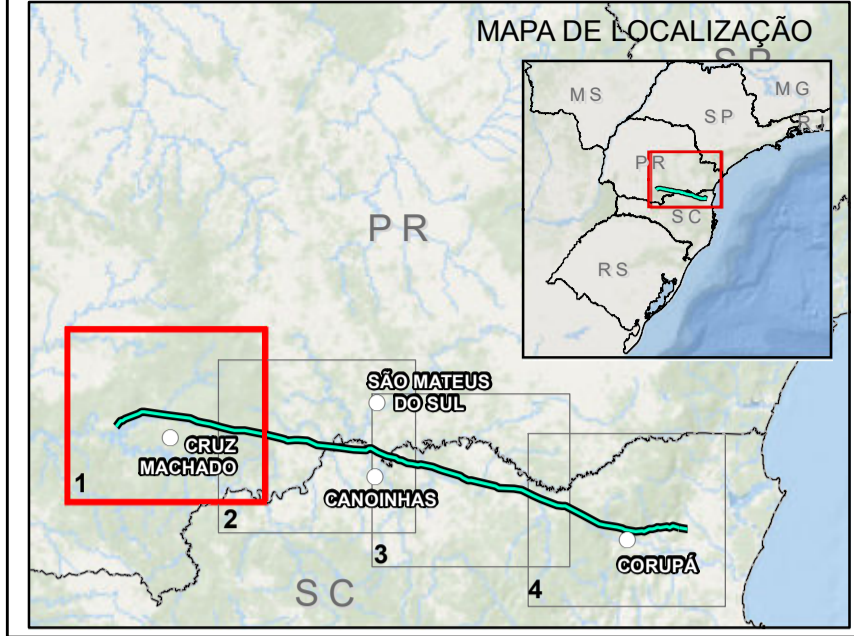 MAPA DE LOCALIZAÇÃO
SP
MS
MG
SP
RJ
PR
SC
RS
PR
SÃO MATEUS
DO SUL
CRUZ
MACHADO
1
CANOINHAS
2
3
CORUPÁ
4
SC